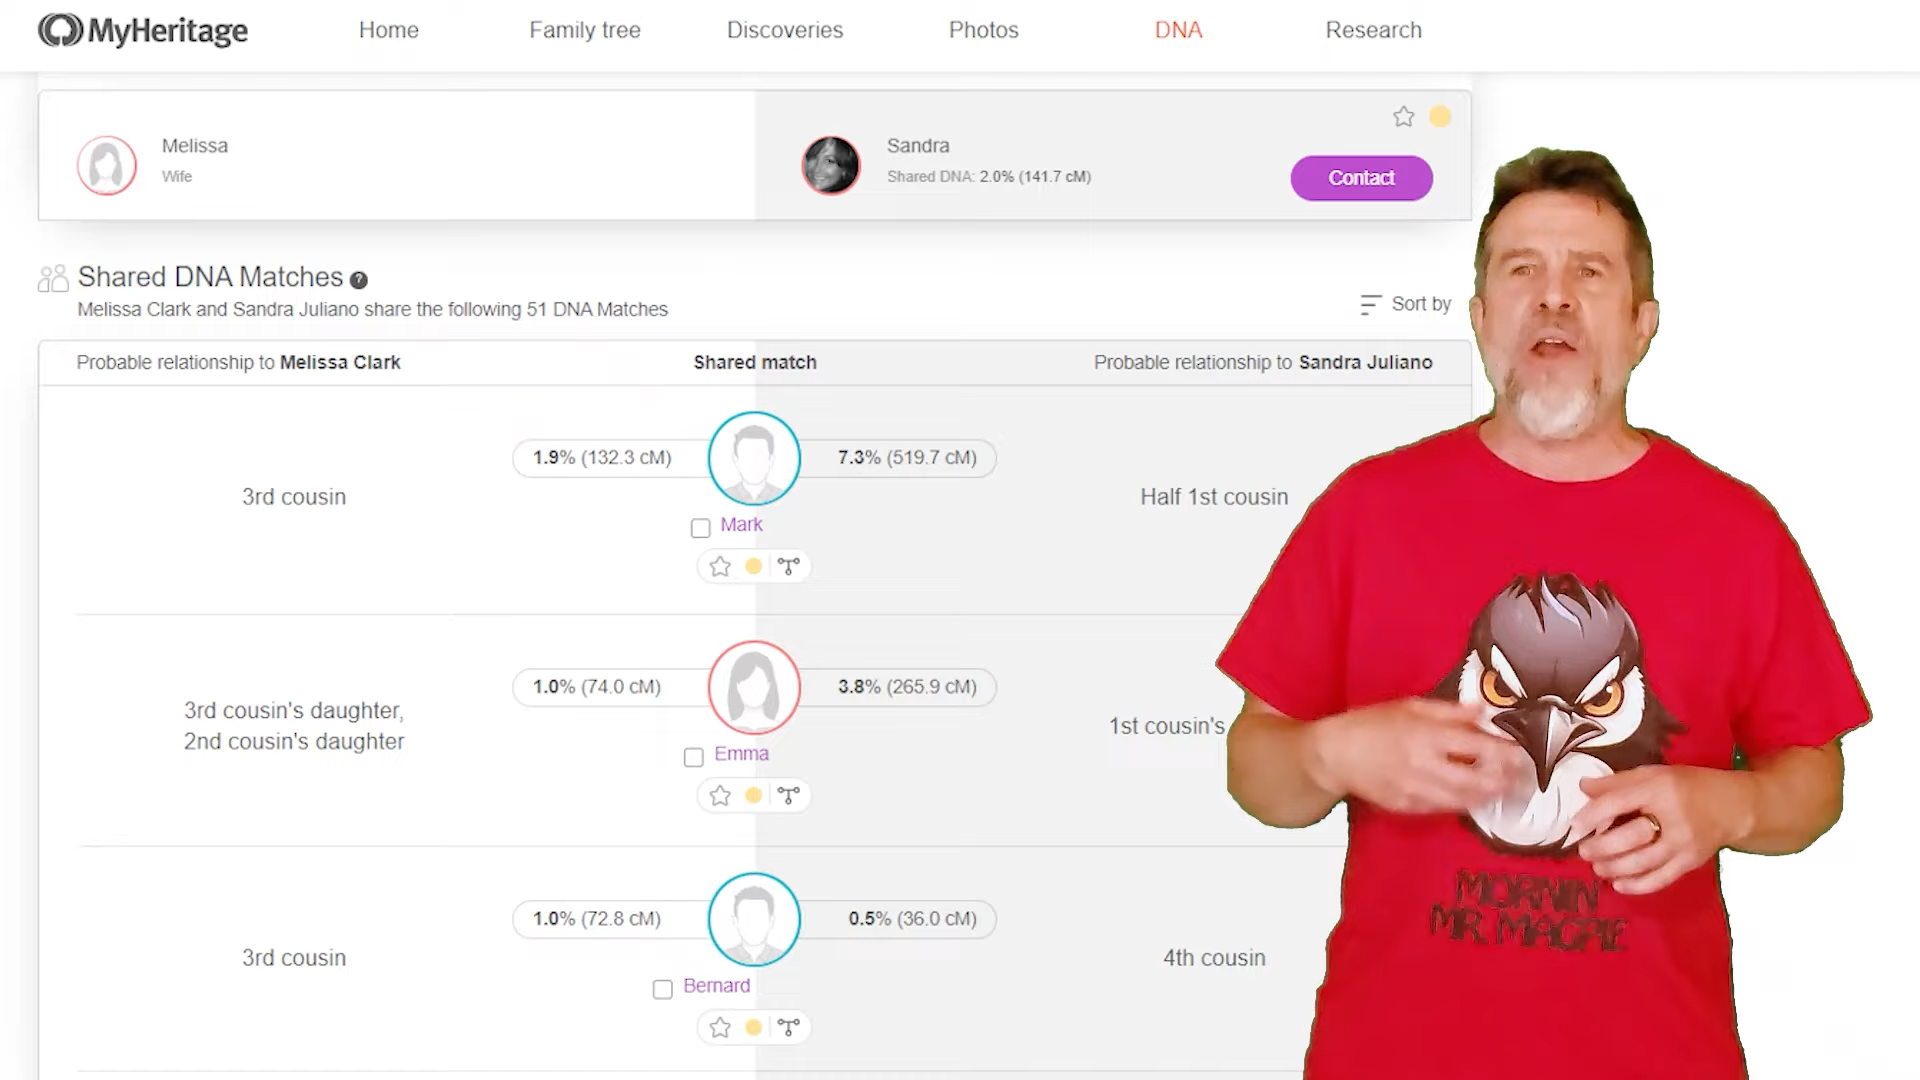 MyHeritage
Home
Family tree
Discoveries
Photos
DNA
Research
Melissa
Wife
Sandra
Shared DNA: 2.0% (141.7 cM)
Contact
Shared DNA Matches ?
Melissa Clark and Sandra Juliano share the following 51 DNA Matches
Sort by
Probable relationship to Melissa Clark
Shared match
Probable relationship to Sandra Juliano
1.9% (132.3 cM)
7.3% (519.7 cM)
3rd cousin
Half 1st cousin
Mark
1.0% (74.0 cM)
3.8% (265.9 cM)
3rd cousin's daughter,
2nd cousin's daughter
1st cousin's
Emma
1.0% (72.8 cM)
0.5% (36.0 cM)
3rd cousin
4th cousin
Bernard
MORNIN
MR. MAGPIE